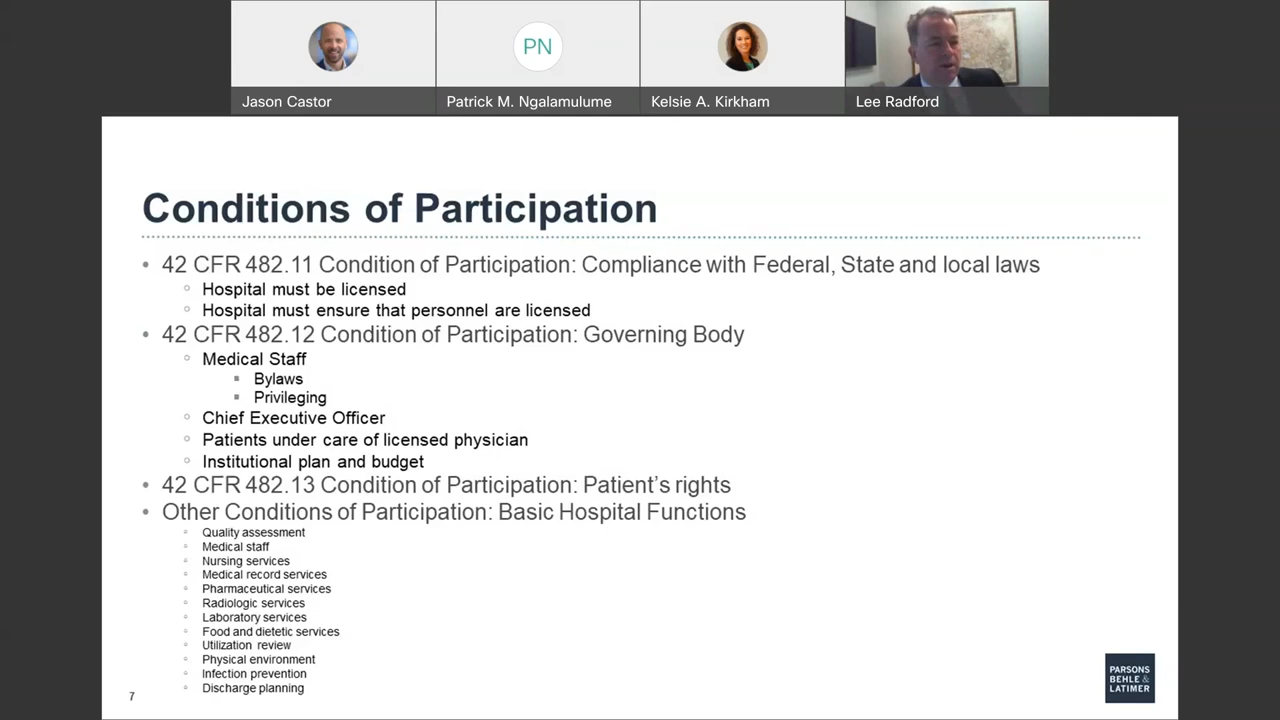 PN
Jason Castor
Patrick M. Ngalamulume
Kelsie A. Kirkham
Lee Radford
Conditions of Participation
• 42 CFR 482.11 Condition of Participation: Compliance with Federal, State and local laws
Hospital must be licensed
Hospital must ensure that personnel are licensed
• 42 CFR 482.12 Condition of Participation: Governing Body
Medical Staff
Bylaws
Privileging
Chief Executive Officer
Patients under care of licensed physician
Institutional plan and budget
• 42 CFR 482.13 Condition of Participation: Patient’s rights
• Other Conditions of Participation: Basic Hospital Functions
Quality assessment
Medical staff
Nursing services
Medical record services
Pharmaceutical services
Radiologic services
Laboratory services
Food and dietetic services
Utilization review
Physical environment
Infection prevention
Discharge planning
7
PARSONS
BEHLE &
LATIMER